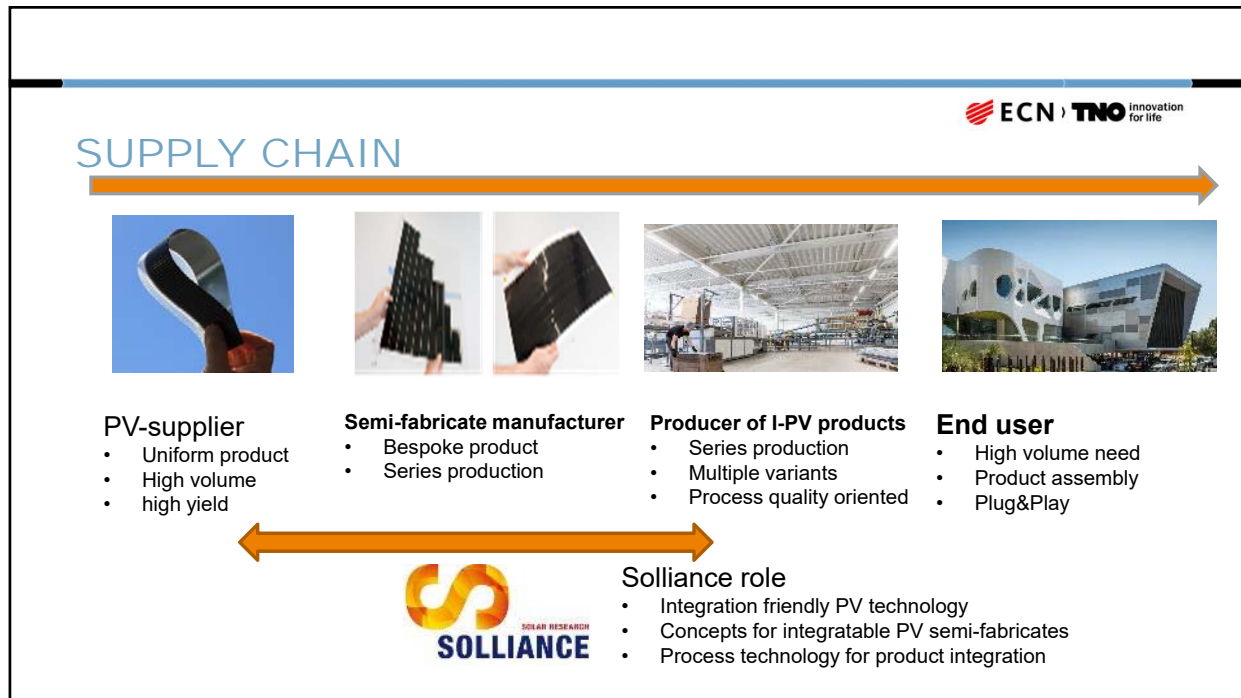 ECN › TNO innovation
for life
SUPPLY CHAIN
PV-supplier
• Uniform product
• High volume
• high yield
Semi-fabricate manufacturer
• Bespoke product
• Series production
Producer of I-PV products
• Series production
• Multiple variants
• Process quality oriented
End user
• High volume need
• Product assembly
• Plug&Play
SOLAR RESEARCH
SOLLIANCE
Solliance role
• Integration friendly PV technology
• Concepts for integratable PV semi-fabricates
• Process technology for product integration